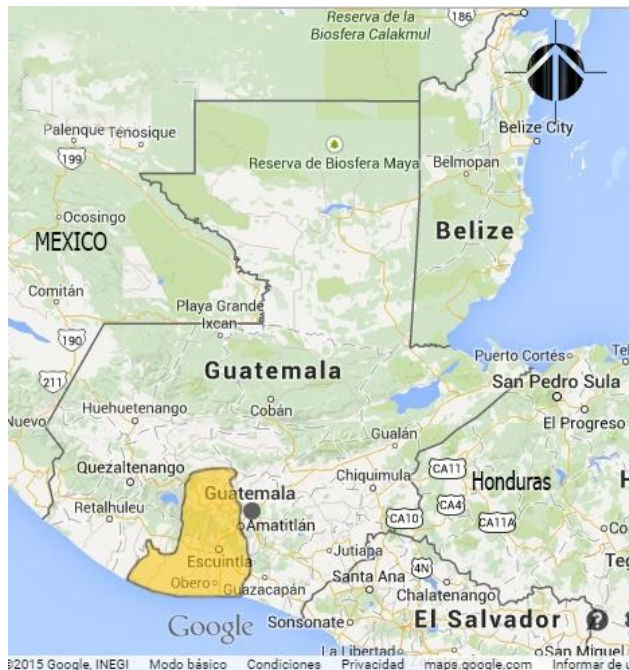 Reserva de la
Biosfera Calakmul
186
Palenque
Tenosique
199
Belize City
Reserva de Biosfera Maya
Belmopan
Ocosingo
MEXICO
Belize
Comitán
Playa Grande
Ixcan
190
Puerto Cortés
Guatemala
211
San Pedro Sula
Nuevo
Huehuetenango
Cobán
El Progreso
Gualán
Quezaltenango
Chiquimula
CA11
Honduras
H
Guatemala
CA4
Retalhuleu
Amatitlán
CA10
CA11A
Escuintla
Jutiapa
4N
Obero
Guazacapán
Santa Ana
Chalatenango
Google
Sonsonate
El Salvador
?
La Libertad
San Miguel
©2015 Google, INEGI Modo básico Condiciones Privacidad maps.google.com Informar de